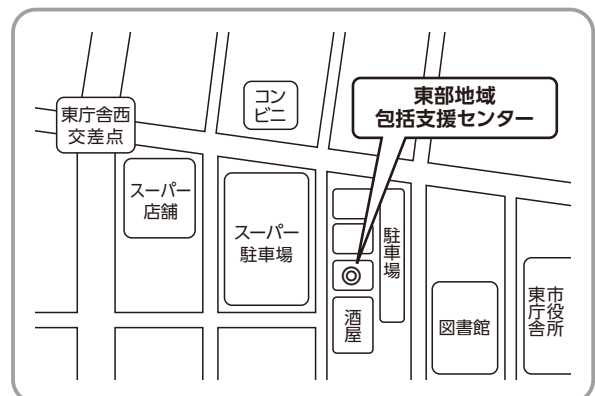 東庁舎西
交差点
コン
ビニ
東部地域
包括支援センター
スーパー
店舗
スーパー
駐車場
駐車場
酒屋
図書館
市役所
東庁舎